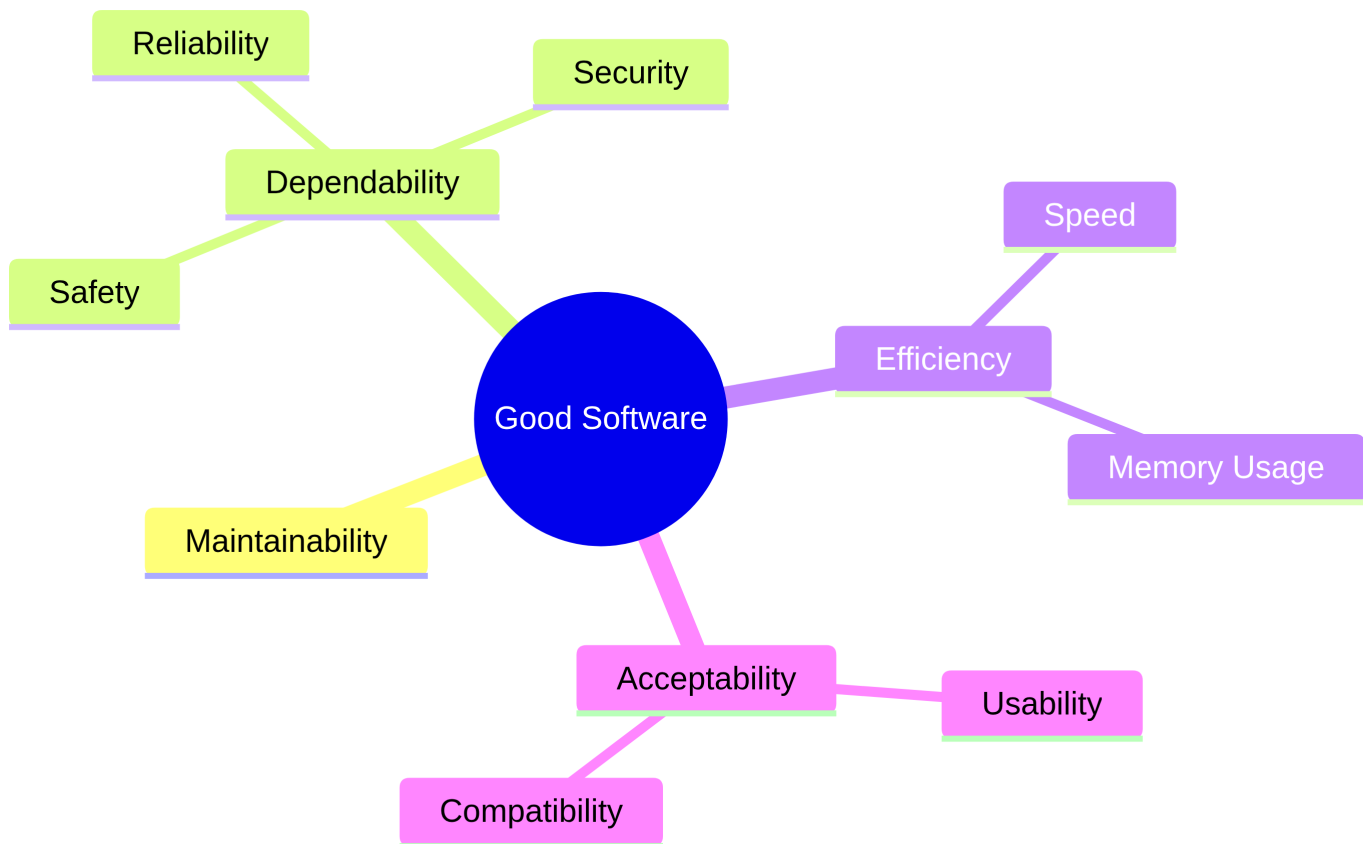 Reliability
Security
Dependability
Speed
Safety
Efficiency
Good Software
Memory Usage
Maintainability
Acceptability
Usability
Compatibility